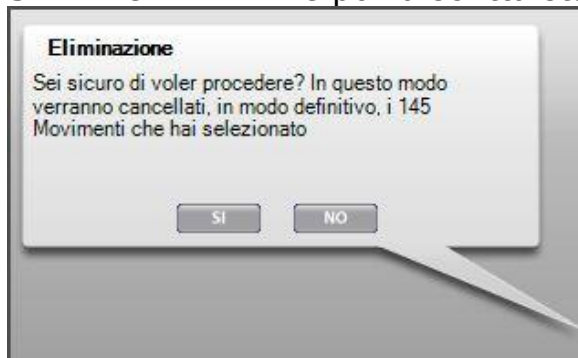 Eliminazione
Sei sicuro di voler procedere? In questo modo
verranno cancellati, in modo definitivo, i 145
Movimenti che hai selezionato
SI NO